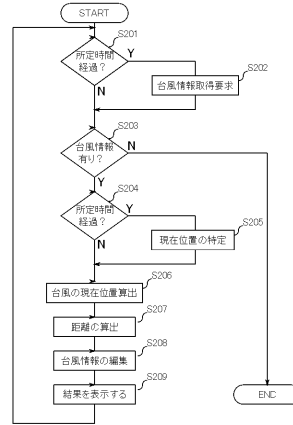 START
S201
所定時間
経過？
Y
N
S202
台風情報取得要求
S203
台風情報
有り？
N
Y
S204
所定時間
経過？
Y
N
S205
現在位置の特定
S206
台風の現在位置算出
S207
距離の算出
S208
台風情報の編集
S209
結果を表示する
END